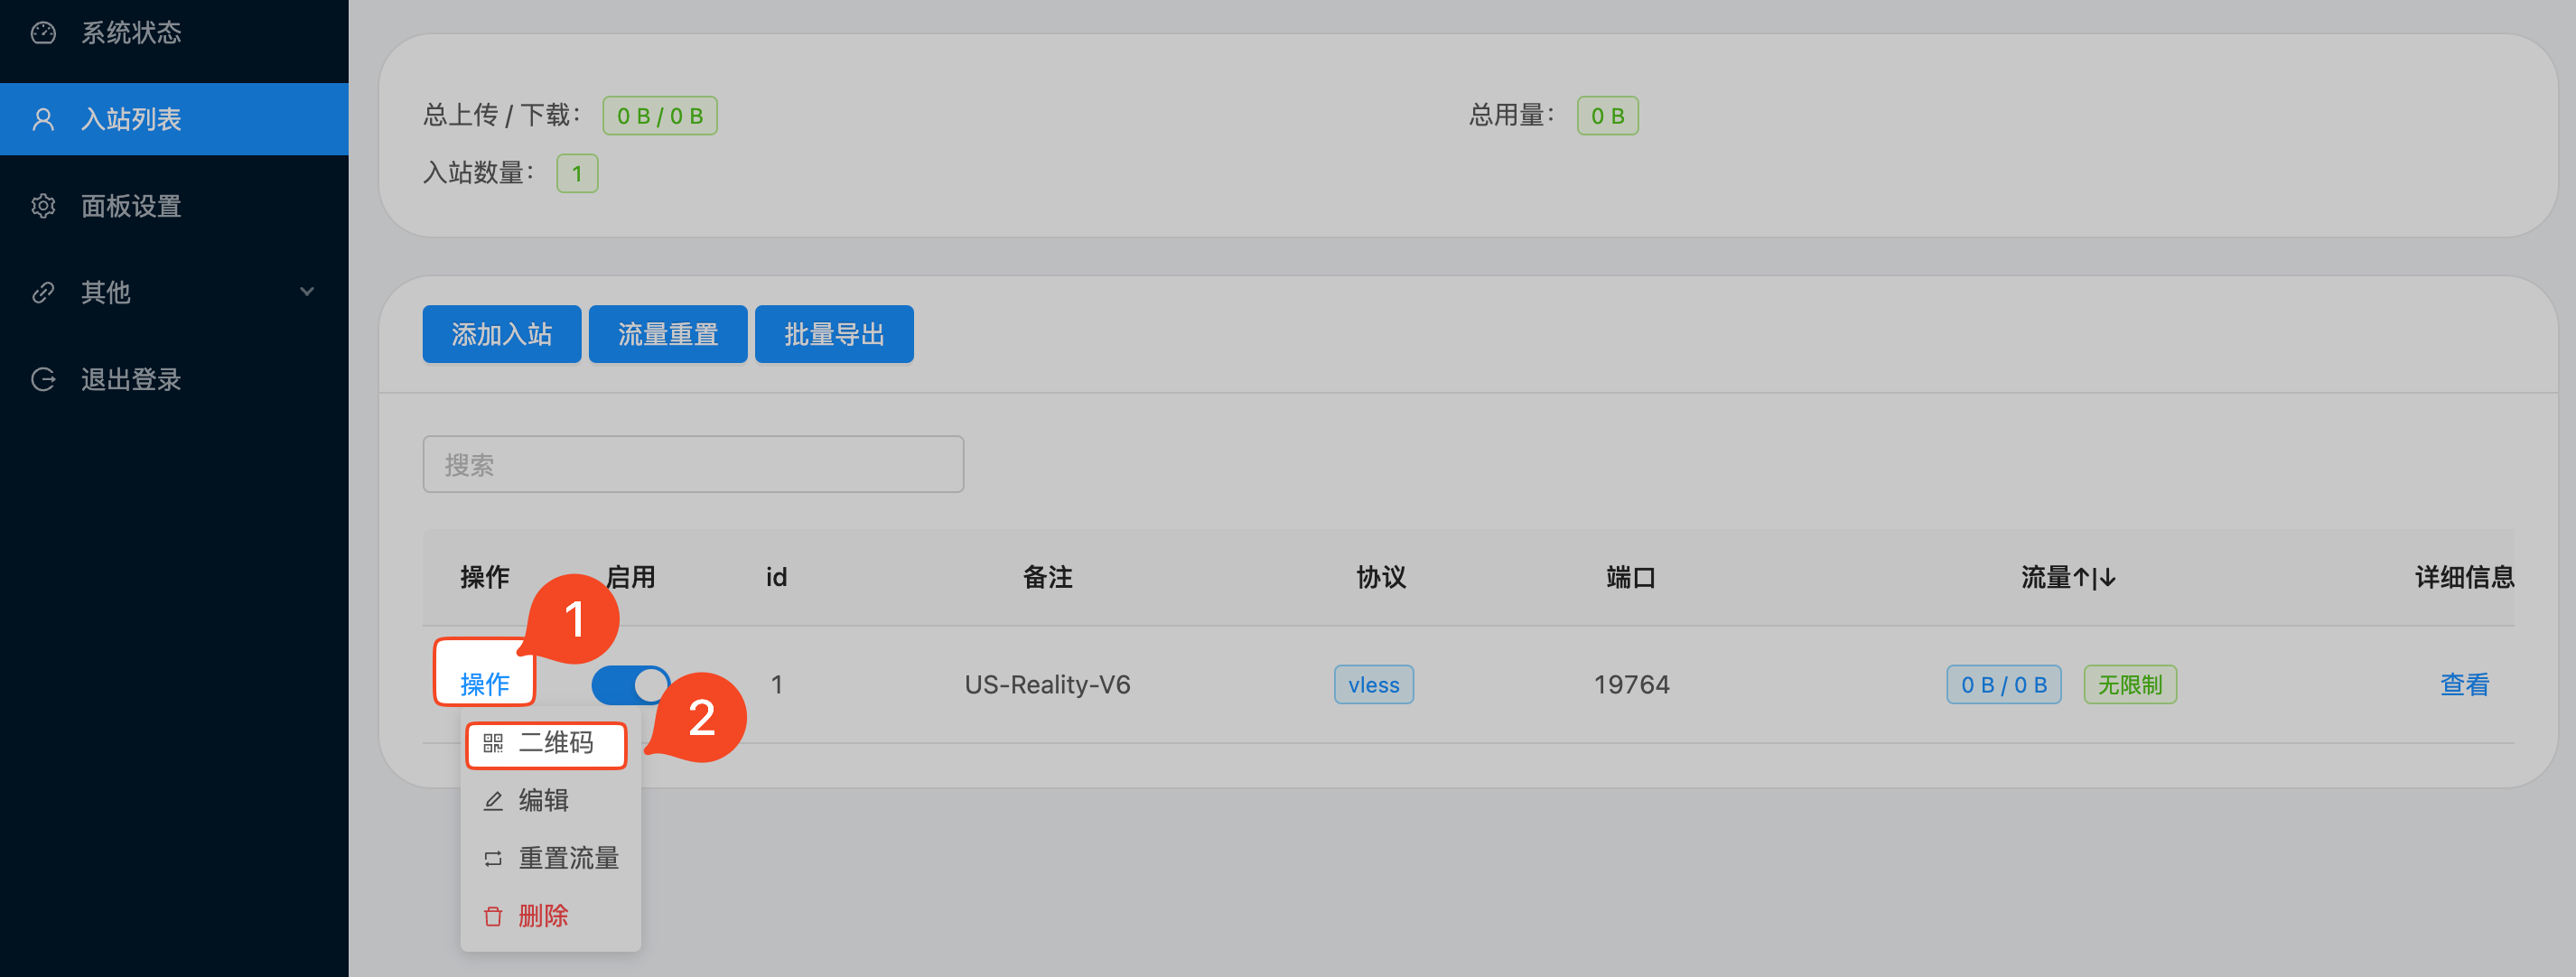 系统状态
入站列表
面板设置
其他
退出登录
总上传 / 下载： 0 B / 0 B
总用量： 0 B
入站数量： 1
添加入站 流量重置 批量导出
搜索
操作 启用 id 备注 协议 端口 流量↑|↓ 详细信息
1
操作 1 US-Reality-V6 vless 19764 0 B / 0 B 无限制 查看
2
二维码
编辑
重置流量
删除